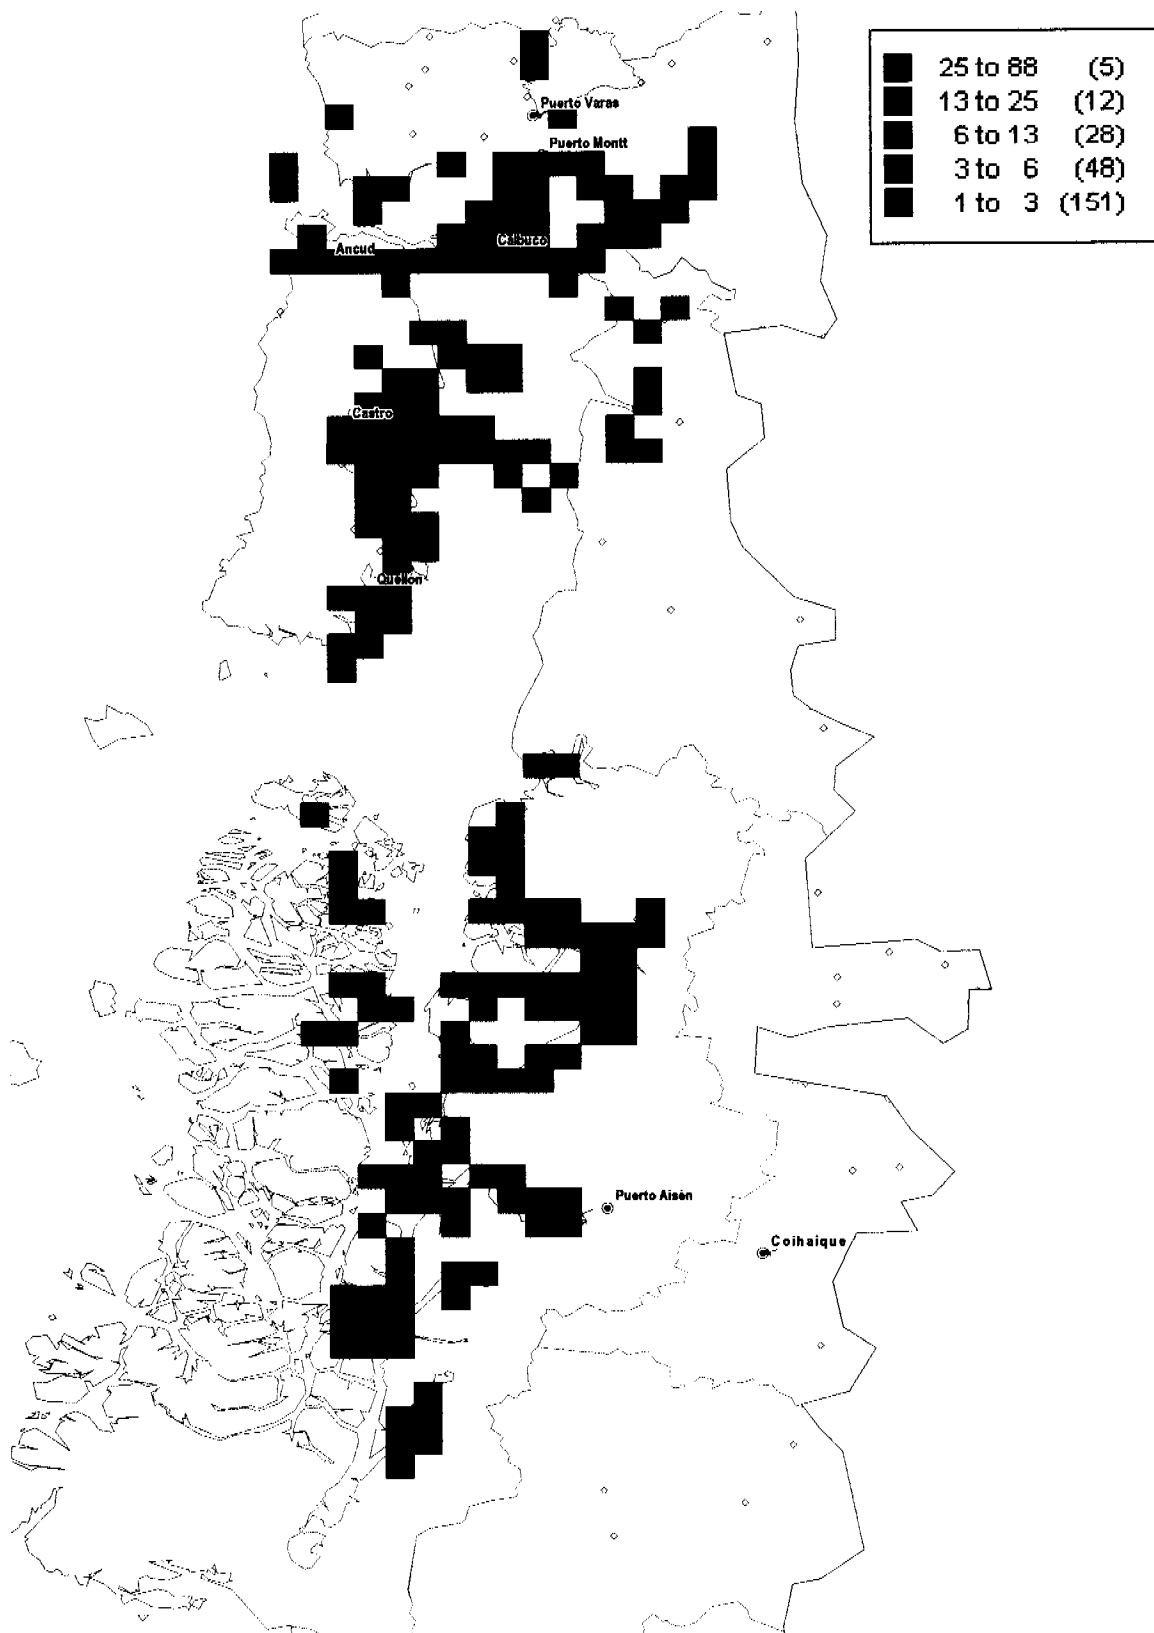 25 to 88 (5)
13 to 25 (12)
6 to 13 (28)
3 to 6 (48)
1 to 3 (151)
Puerto Varas
Puerto Montt
Calbuco
Ancud
Castro
Quellon
Puerto Aisén
Coihaique